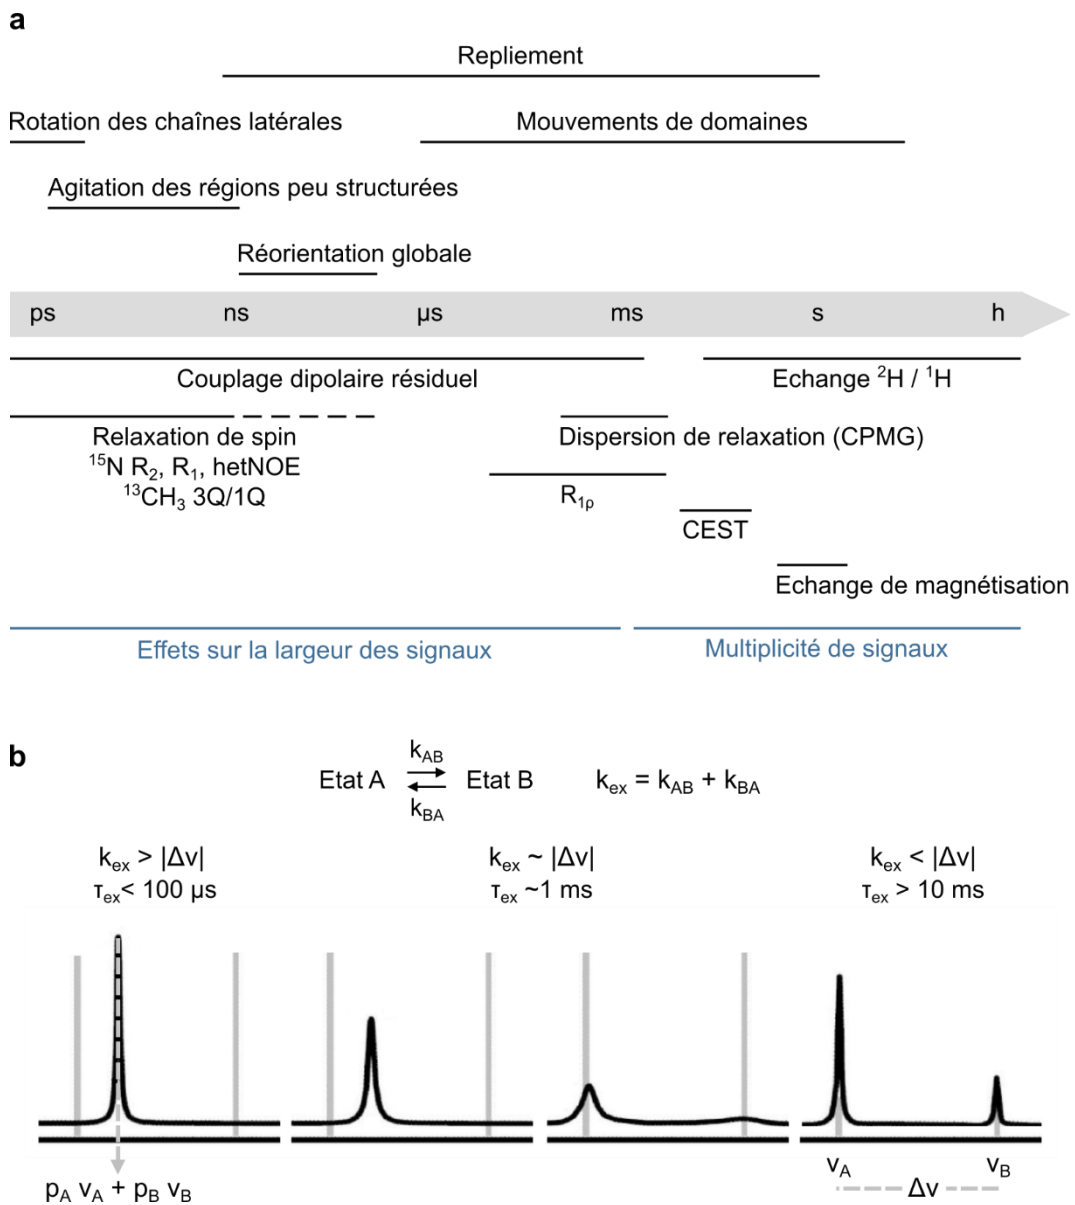 a
Repliement
Rotation des chaînes latérales
Mouvements de domaines
Agitation des régions peu structurées
Réorientation globale
ps ns µs ms s h
Couplage dipolaire résiduel
Echange ²H / ¹H
Relaxation de spin
¹⁵N R₂, R₁, hetNOE
¹³CH₃ 3Q/1Q
Dispersion de relaxation (CPMG)
R₁ρ
CEST
Echange de magnétisation
Effets sur la largeur des signaux
Multiplicité de signaux
b
k_AB
Etat A Etat B k_ex = k_AB + k_BA
k_BA
k_ex > |Δν| k_ex ~ |Δν| k_ex < |Δν|
τ_ex< 100 µs τ_ex ~1 ms τ_ex > 10 ms
ν_A ν_B
Δν
p_A ν_A + p_B ν_B